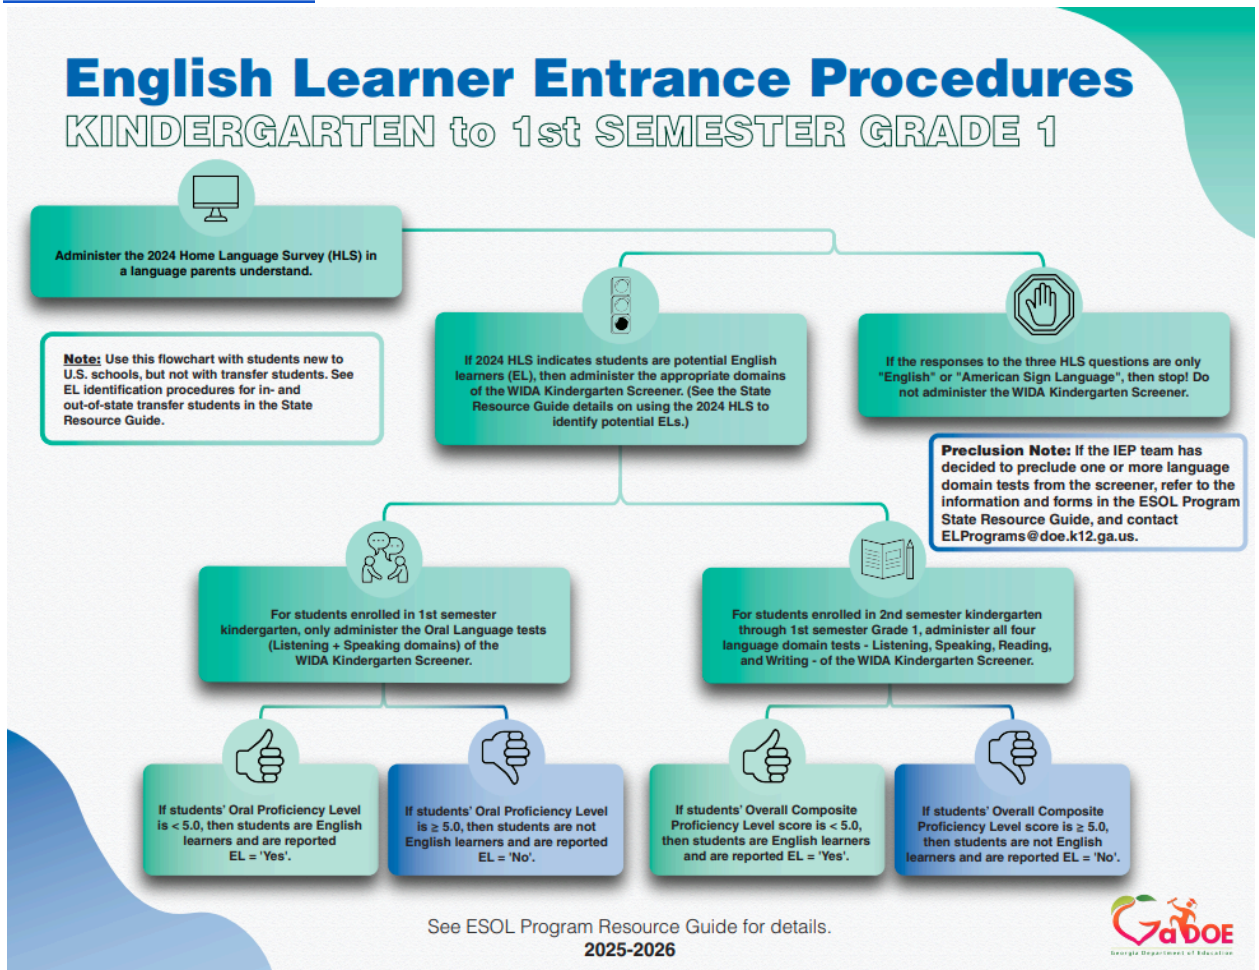 English Learner Entrance Procedures
KINDERGARTEN to 1st SEMESTER GRADE 1
Administer the 2024 Home Language Survey (HLS) in
a language parents understand.
Note: Use this flowchart with students new to
U.S. schools, but not with transfer students. See
EL identification procedures for in- and
out-of-state transfer students in the State
Resource Guide.
If 2024 HLS indicates students are potential English
learners (EL), then administer the appropriate domains
of the WIDA Kindergarten Screener. (See the State
Resource Guide details on using the 2024 HLS to
identify potential ELs.)
If the responses to the three HLS questions are only
"English" or "American Sign Language", then stop! Do
not administer the WIDA Kindergarten Screener.
Preclusion Note: If the IEP team has
decided to preclude one or more language
domain tests from the screener, refer to the
information and forms in the ESOL Program
State Resource Guide, and contact
ELPrograms@doe.k12.ga.us.
For students enrolled in 1st semester
kindergarten, only administer the Oral Language tests
(Listening + Speaking domains) of the
WIDA Kindergarten Screener.
For students enrolled in 2nd semester kindergarten
through 1st semester Grade 1, administer all four
language domain tests - Listening, Speaking, Reading,
and Writing - of the WIDA Kindergarten Screener.
If students' Oral Proficiency Level
is < 5.0, then students are English
learners and are reported
EL = 'Yes'.
If students' Oral Proficiency Level
is ≥ 5.0, then students are not
English learners and are reported
EL = 'No'.
If students' Overall Composite
Proficiency Level score is < 5.0,
then students are English learners
and are reported EL = 'Yes'.
If students' Overall Composite
Proficiency Level score is ≥ 5.0,
then students are not English
learners and are reported EL = 'No'.
See ESOL Program Resource Guide for details.
2025-2026
GaDOE
Georgia Department of Education